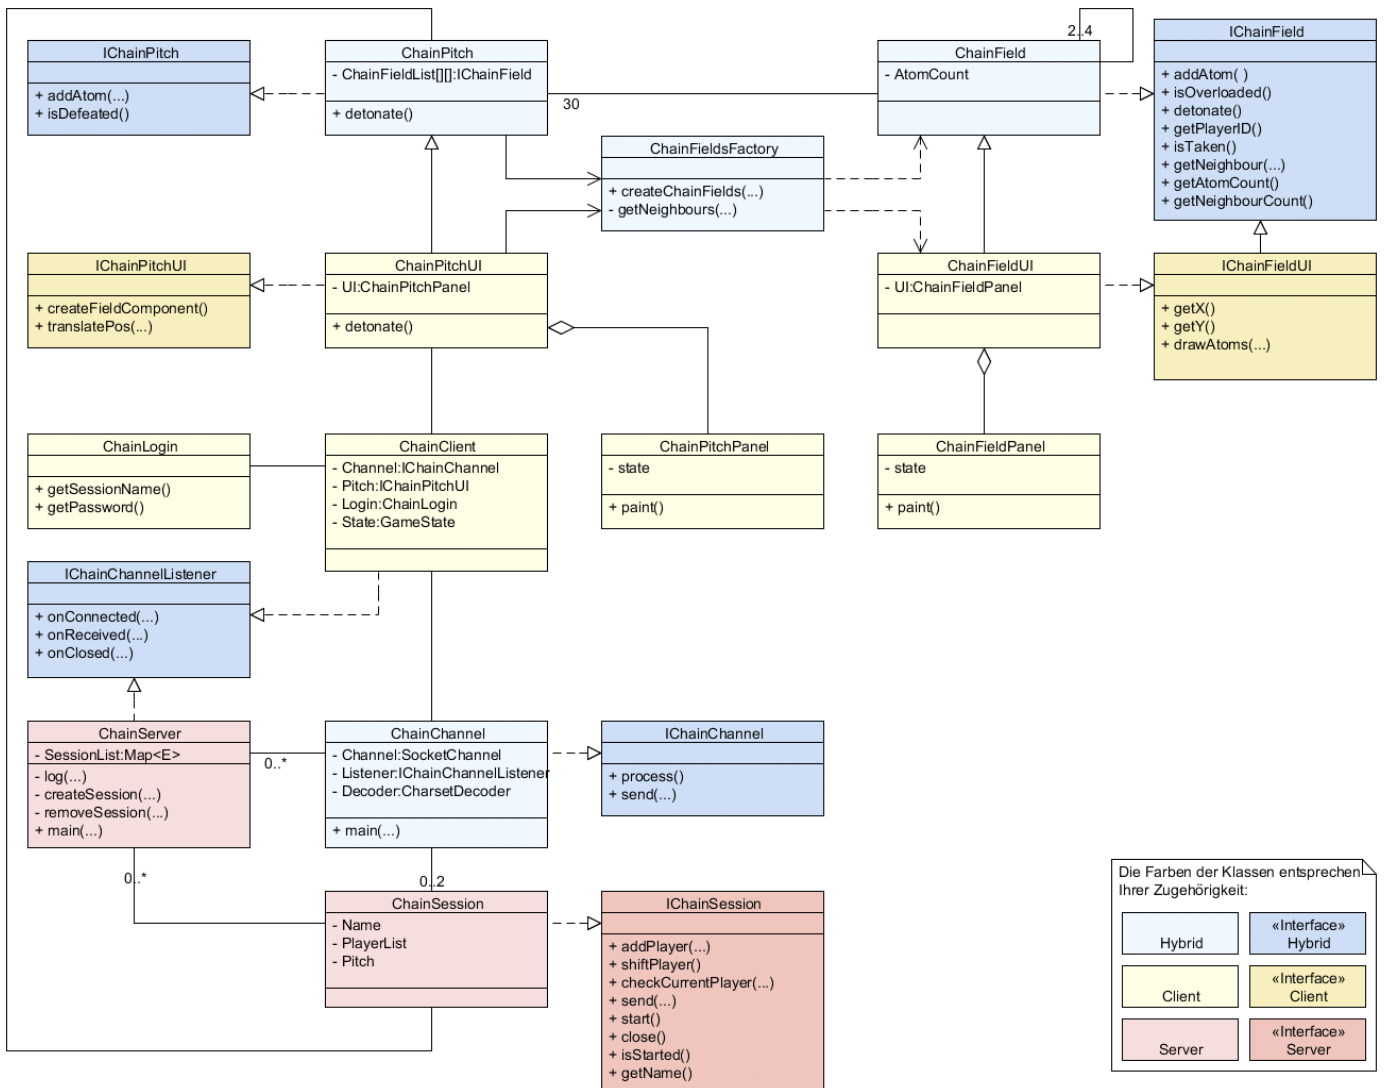 IChainPitch
+ addAtom(...)
+ isDefeated()
ChainPitch
- ChainFieldList[][]:IChainField
+ detonate()
30
ChainField
- AtomCount
2..4
IChainField
+ addAtom( )
+ isOverloaded()
+ detonate()
+ getPlayerID()
+ isTaken()
+ getNeighbour(...)
+ getAtomCount()
+ getNeighbourCount()
ChainFieldsFactory
+ createChainFields(...)
- getNeighbours(...)
IChainPitchUI
+ createFieldComponent()
+ translatePos(...)
ChainPitchUI
- UI:ChainPitchPanel
+ detonate()
ChainFieldUI
- UI:ChainFieldPanel
IChainFieldUI
+ getX()
+ getY()
+ drawAtoms(...)
ChainLogin
+ getSessionName()
+ getPassword()
ChainClient
- Channel:IChainChannel
- Pitch:IChainPitchUI
- Login:ChainLogin
- State:GameState
ChainPitchPanel
- state
+ paint()
ChainFieldPanel
- state
+ paint()
IChainChannelListener
+ onConnected(...)
+ onReceived(...)
+ onClosed(...)
ChainServer
- SessionList:Map<E>
- log(...)
- createSession(...)
- removeSession(...)
+ main(...)
0..*
0..*
ChainChannel
- Channel:SocketChannel
- Listener:IChainChannelListener
- Decoder:CharsetDecoder
+ main(...)
0..2
IChainChannel
+ process()
+ send(...)
ChainSession
- Name
- PlayerList
- Pitch
IChainSession
+ addPlayer(...)
+ shiftPlayer()
+ checkCurrentPlayer(...)
+ send(...)
+ start()
+ close()
+ isStarted()
+ getName()
Die Farben der Klassen entsprechen
Ihrer Zugehörigkeit:
Hybrid
«Interface»
Hybrid
Client
«Interface»
Client
Server
«Interface»
Server